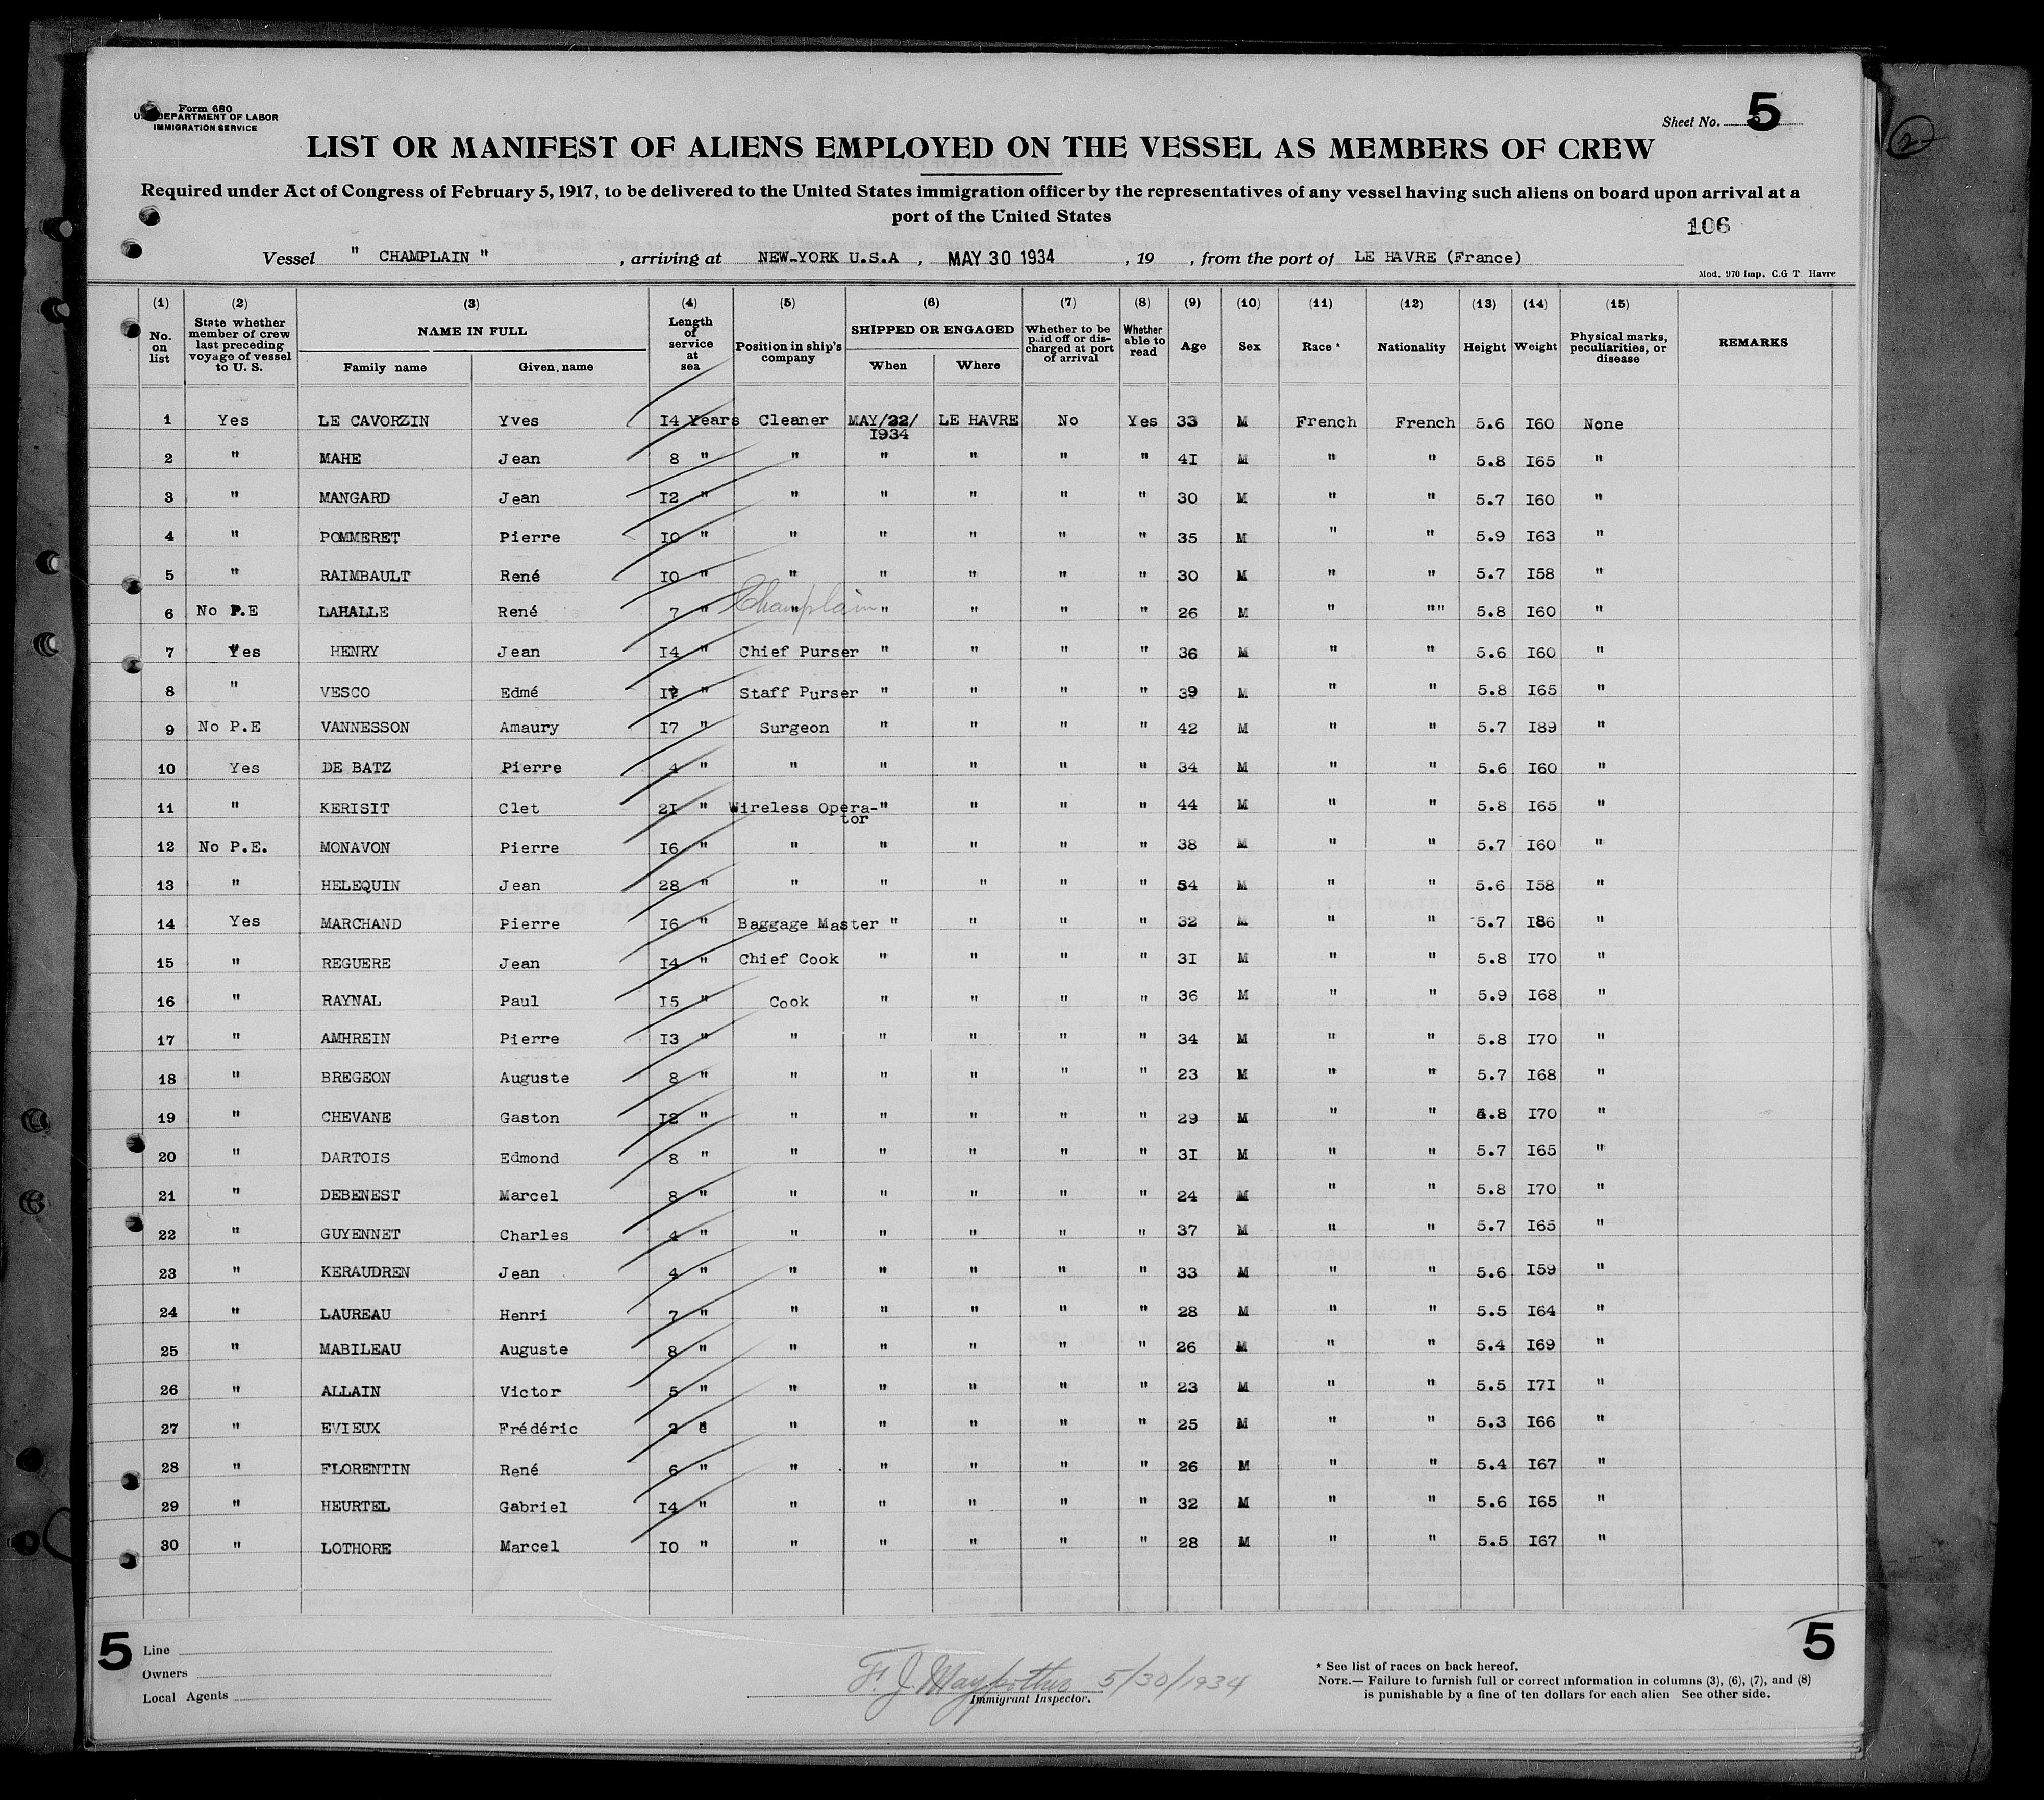 Form 680
U.S. DEPARTMENT OF LABOR
IMMIGRATION SERVICE
Sheet No. 5
2
LIST OR MANIFEST OF ALIENS EMPLOYED ON THE VESSEL AS MEMBERS OF CREW
Required under Act of Congress of February 5, 1917, to be delivered to the United States immigration officer by the representatives of any vessel having such aliens on board upon arrival at a
port of the United States
106
Vessel " CHAMPLAIN " , arriving at NEW-YORK U.S.A , MAY 30 1934 , 19 , from the port of LE HAVRE (France)
Mod. 970 Imp. C.G T Havre
(1) (2) (3) (4) (5) (6) (7) (8) (9) (10) (11) (12) (13) (14) (15)
No. on list State whether member of crew last preceding voyage of vessel to U. S. NAME IN FULL Family name Given name Length of service at sea Position in ship's company SHIPPED OR ENGAGED When Where Whether to be paid off or discharged at port of arrival Whether able to read Age Sex Race * Nationality Height Weight Physical marks, peculiarities, or disease REMARKS
1 Yes LE CAVORZIN Yves I4 Years Cleaner MAY/22/ 1934 LE HAVRE No Yes 33 M French French 5.6 I60 None
2 " MAHE Jean 8 " " " " " " 4I M " " 5.8 I65 "
3 " MANGARD Jean I2 " " " " " " 30 M " " 5.7 I60 "
4 " POMMERET Pierre IO " " " " " " 35 M " " 5.9 I63 "
5 " RAIMBAULT René IO " " " " " " 30 M " " 5.7 I58 "
Champlain
6 No P.E LAHALLE René 7 " " " " " " 26 M " "" 5.8 I60 "
7 Yes HENRY Jean I4 " Chief Purser " " " " 36 M " " 5.6 I60 "
8 " VESCO Edmé " Staff Purser " " " " 39 M " " 5.8 I65 "
9 No P.E VANNESSON Amaury I7 " Surgeon " " " " 42 M " " 5.7 I89 "
10 Yes DE BATZ Pierre 4 " " " " " " 34 M " " 5.6 I60 "
11 " KERISIT Clet 2I " Wireless Opera-tor " " " " 44 M " " 5.8 I65 "
12 No P.E. MONAVON Pierre I6 " " " " " " 38 M " " 5.7 I60 "
13 " HELEQUIN Jean 28 " " " " " " 54 M " " 5.6 I58 "
14 Yes MARCHAND Pierre I6 " Baggage Master " " " " 32 M " " 5.7 I86 "
15 " REGUERE Jean I4 " Chief Cook " " " " 3I M " " 5.8 I70 "
16 " RAYNAL Paul I5 " Cook " " " " 36 M " " 5.9 I68 "
17 " AMHREIN Pierre I3 " " " " " " 34 M " " 5.8 I70 "
18 " BREGEON Auguste 8 " " " " " " 23 M " " 5.7 I68 "
19 " CHEVANE Gaston I2 " " " " " " 29 M " " 5.8 I70 "
20 " DARTOIS Edmond 8 " " " " " " 3I M " " 5.7 I65 "
21 " DEBENEST Marcel 8 " " " " " " 24 M " " 5.8 I70 "
22 " GUYENNET Charles 4 " " " " " " 37 M " " 5.7 I65 "
23 " KERAUDREN Jean 4 " " " " " " 33 M " " 5.6 I59 "
24 " LAUREAU Henri 7 " " " " " " 28 M " " 5.5 I64 "
25 " MABILEAU Auguste 8 " " " " " " 26 M " " 5.4 I69 "
26 " ALLAIN Victor 5 " " " " " " 23 M " " 5.5 I7I "
27 " EVIEUX Frédéric 2 " " " " " " 25 M " " 5.3 I66 "
28 " FLORENTIN René 6 " " " " " " 26 M " " 5.4 I67 "
29 " HEURTEL Gabriel I4 " " " " " " 32 M " " 5.6 I65 "
30 " LOTHORE Marcel IO " " " " " " 28 M " " 5.5 I67 "
5 Line
Owners
Local Agents
F. J. 5/30/1934
Immigrant Inspector.
* See list of races on back hereof.
NOTE.— Failure to furnish full or correct information in columns (3), (6), (7), and (8)
is punishable by a fine of ten dollars for each alien See other side.
5